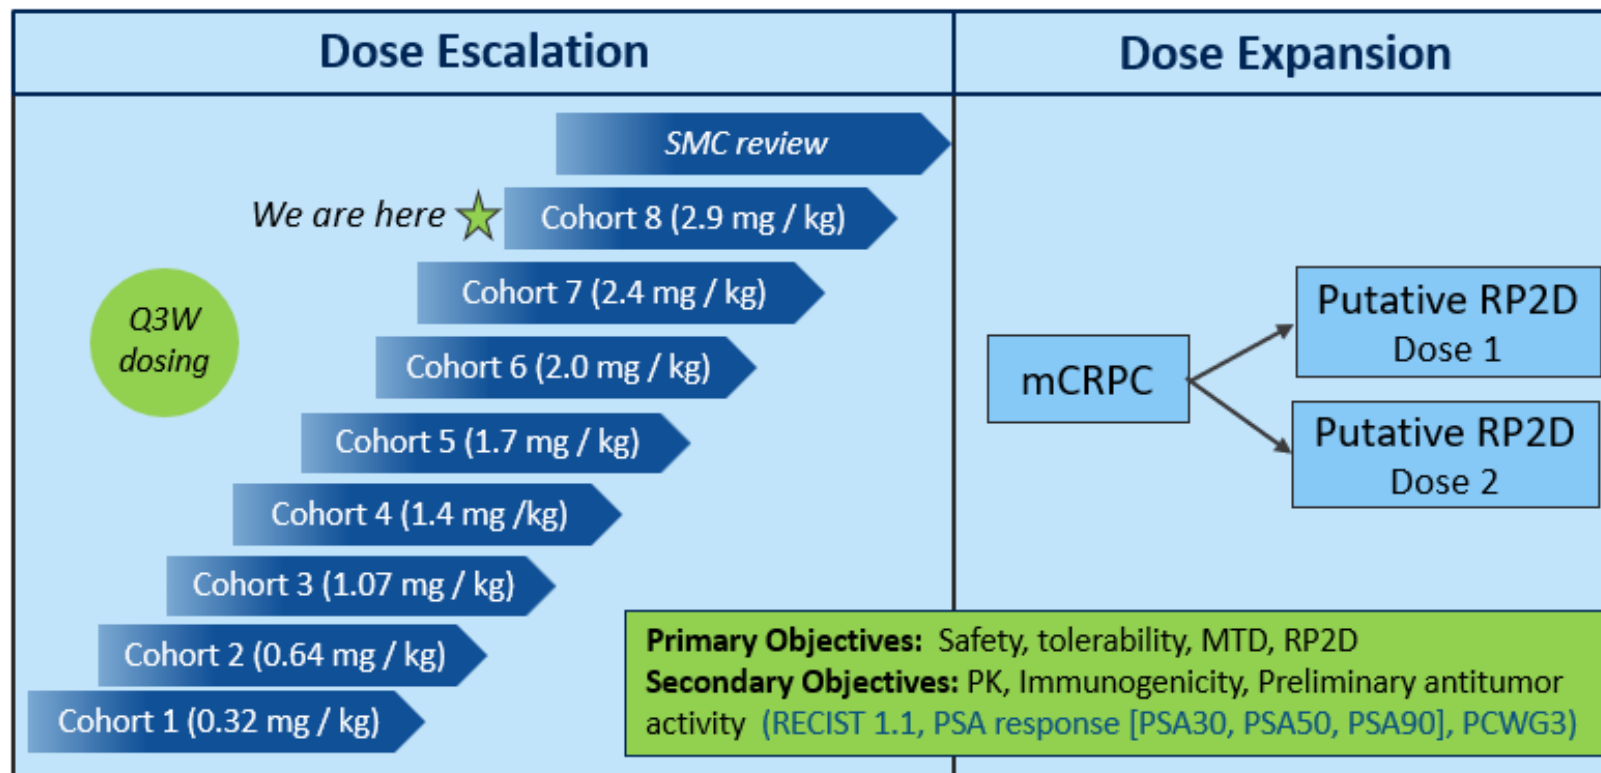 Dose Escalation
Dose Expansion
SMC review
We are here
Cohort 8 (2.9 mg / kg)
Cohort 7 (2.4 mg / kg)
Q3W
dosing
Cohort 6 (2.0 mg / kg)
Cohort 5 (1.7 mg / kg)
Cohort 4 (1.4 mg /kg)
Cohort 3 (1.07 mg / kg)
Cohort 2 (0.64 mg / kg)
Cohort 1 (0.32 mg / kg)
mCRPC
Putative RP2D
Dose 1
Putative RP2D
Dose 2
Primary Objectives: Safety, tolerability, MTD, RP2D
Secondary Objectives: PK, Immunogenicity, Preliminary antitumor
activity (RECIST 1.1, PSA response [PSA30, PSA50, PSA90], PCWG3)